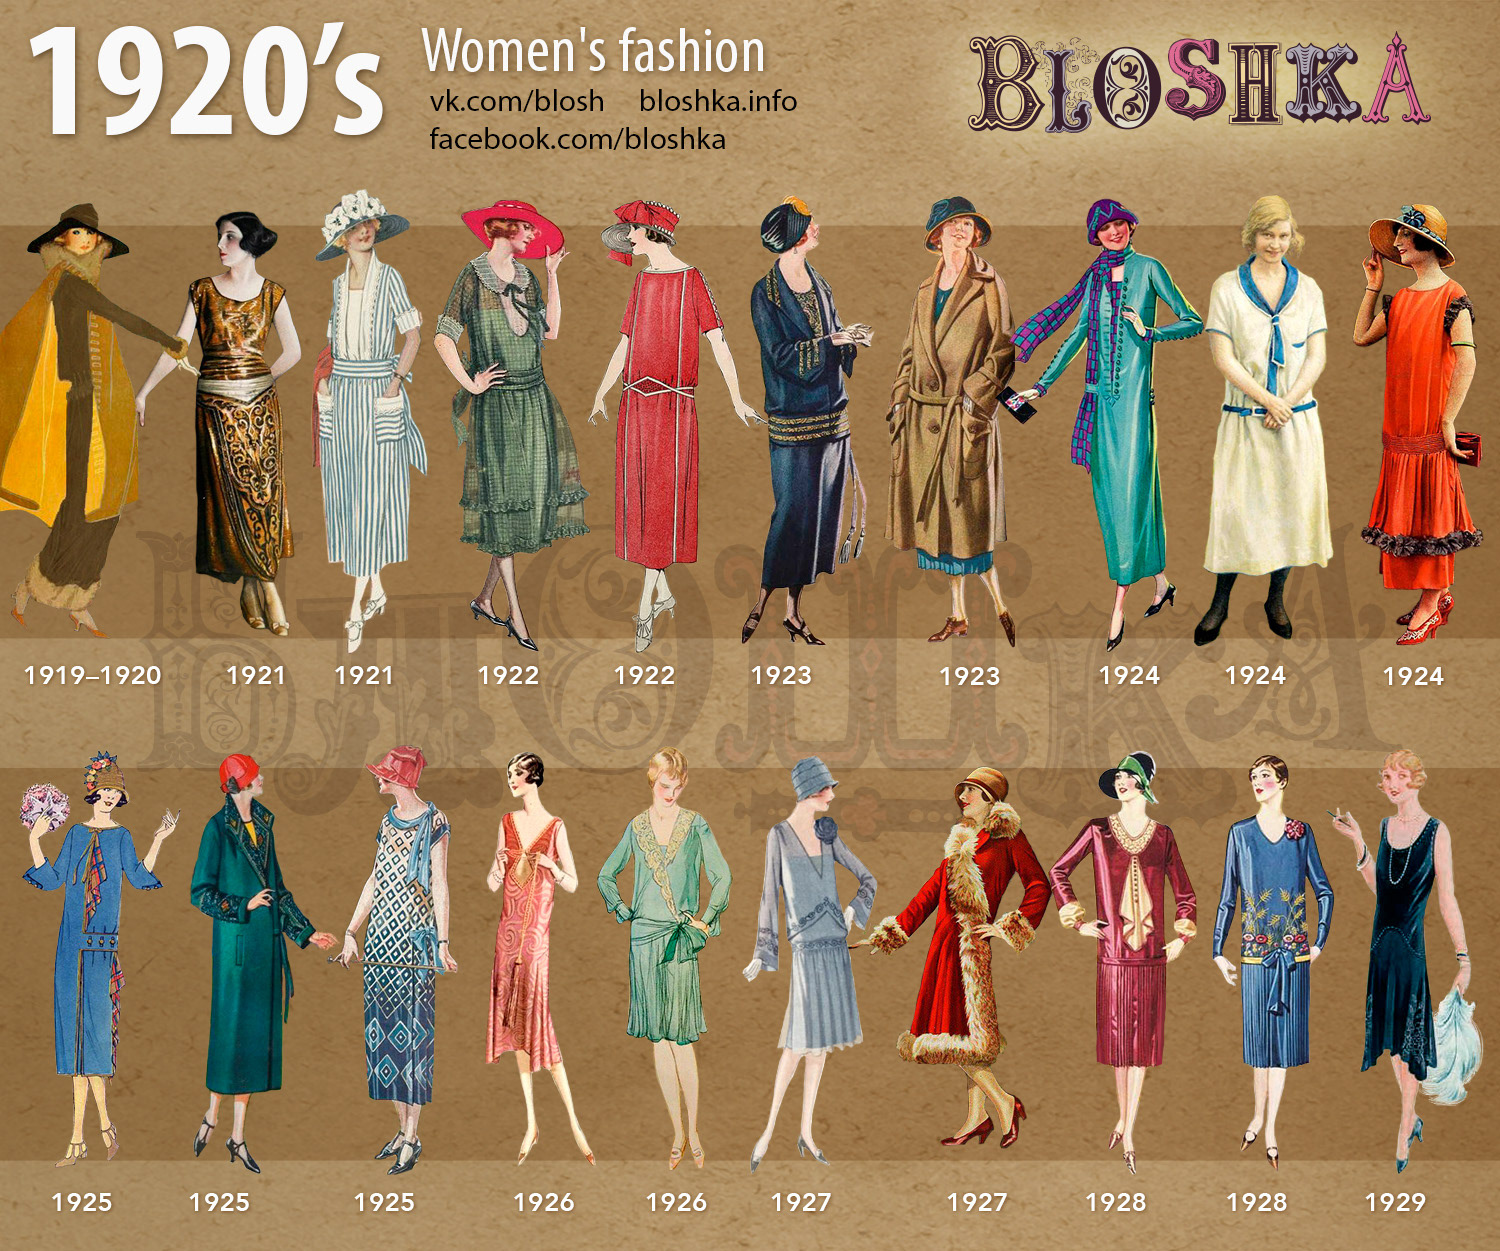 1920's
Women's fashion
vk.com/blosh bloshka.info
facebook.com/bloshka
BLOSHKA
1919–1920 1921 1921 1922 1922 1923 1923 1924 1924 1924
Блошка
1925 1925 1925 1926 1926 1927 1927 1928 1928 1929